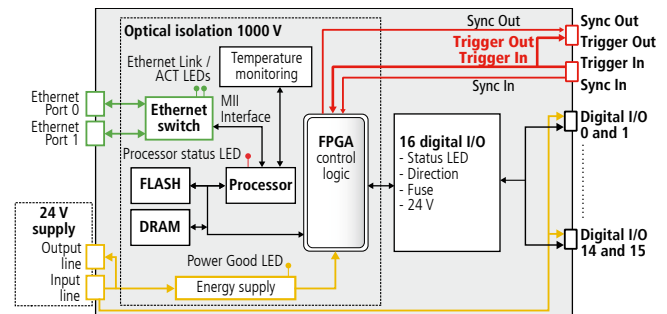 Optical isolation 1000 V
Sync Out
Sync Out
Trigger Out
Trigger Out
Trigger In
Trigger In
Sync In
Sync In
Ethernet Link /
ACT LEDs
Temperature
monitoring
Ethernet
Port 0
Ethernet
Port 1
Ethernet
switch
MII
Interface
Digital I/O
0 and 1
FPGA
control
logic
16 digital I/O
- Status LED
- Direction
- Fuse
- 24 V
Processor status LED
FLASH
Processor
DRAM
Digital I/O
14 and 15
24 V
supply
Output
line
Input
line
Power Good LED
Energy supply